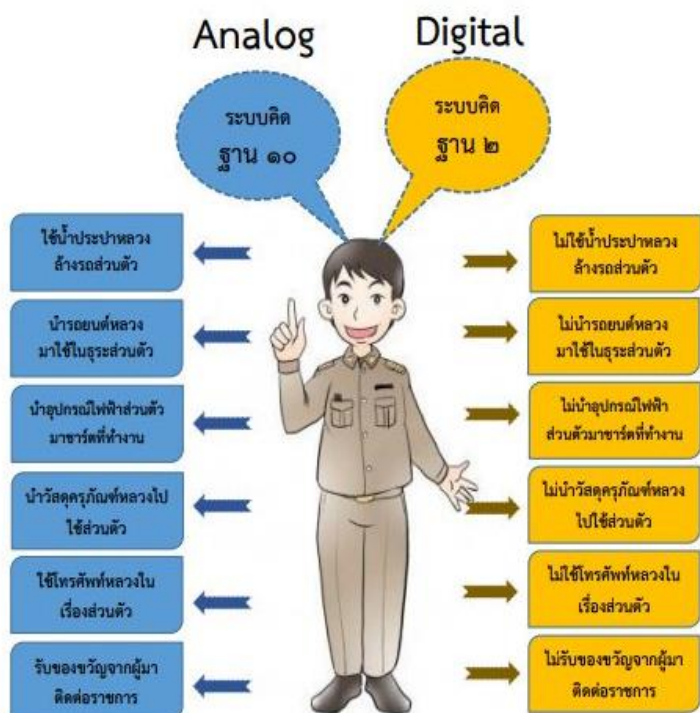 Analog
Digital
ระบบคิด
ฐาน ๑๐
ระบบคิด
ฐาน ๒
ใช้น้ำประปาหลวง
ล้างรถส่วนตัว
นำรถยนต์หลวง
มาใช้ในธุระส่วนตัว
นำอุปกรณ์ไฟฟ้าส่วนตัว
มาชาร์ตที่ทำงาน
นำวัสดุครุภัณฑ์หลวงไป
ใช้ส่วนตัว
ใช้โทรศัพท์หลวงใน
เรื่องส่วนตัว
รับของขวัญจากผู้มา
ติดต่อราชการ
ไม่ใช้น้ำประปาหลวง
ล้างรถส่วนตัว
ไม่นำรถยนต์หลวง
มาใช้ในธุระส่วนตัว
ไม่นำอุปกรณ์ไฟฟ้า
ส่วนตัวมาชาร์ตที่ทำงาน
ไม่นำวัสดุครุภัณฑ์หลวง
ไปใช้ส่วนตัว
ไม่ใช้โทรศัพท์หลวงใน
เรื่องส่วนตัว
ไม่รับของขวัญจากผู้มา
ติดต่อราชการ